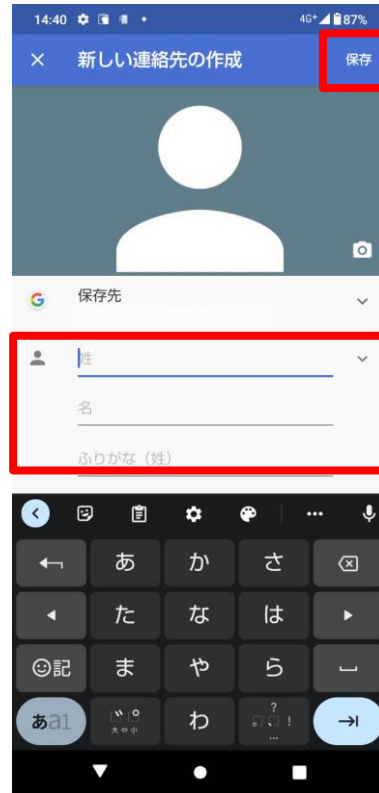 14:40 4G+ 87%
新しい連絡先の作成 保存
保存先
姓
名
ふりがな（姓）
あ か さ
た な は
記 ま や ら
あa1 大⇔小 わ ? ! ...